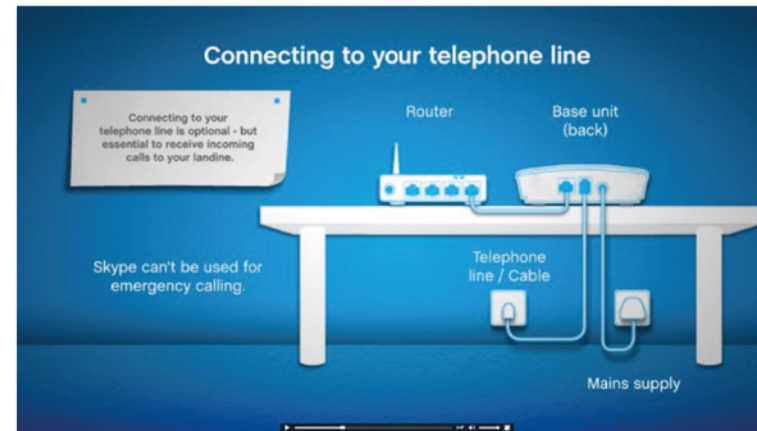 Connecting to your telephone line
Connecting to your
telephone line is optional - but
essential to receive incoming
calls to your landline.
Router
Base unit
(back)
Skype can't be used for
emergency calling.
Telephone
line / Cable
Mains supply